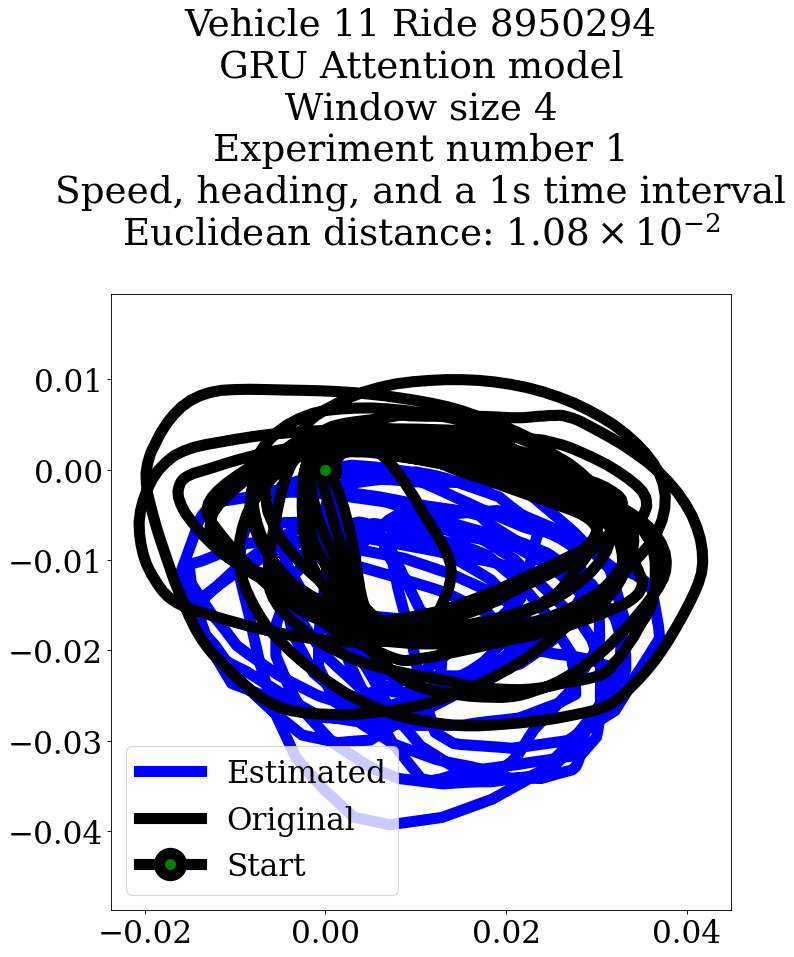 Vehicle 11 Ride 8950294
GRU Attention model
Window size 4
Experiment number 1
Speed, heading, and a 1s time interval
Euclidean distance: 1.08 × 10⁻²
0.01
0.00
−0.01
−0.02
−0.03
−0.04
Estimated
Original
Start
−0.02 0.00 0.02 0.04